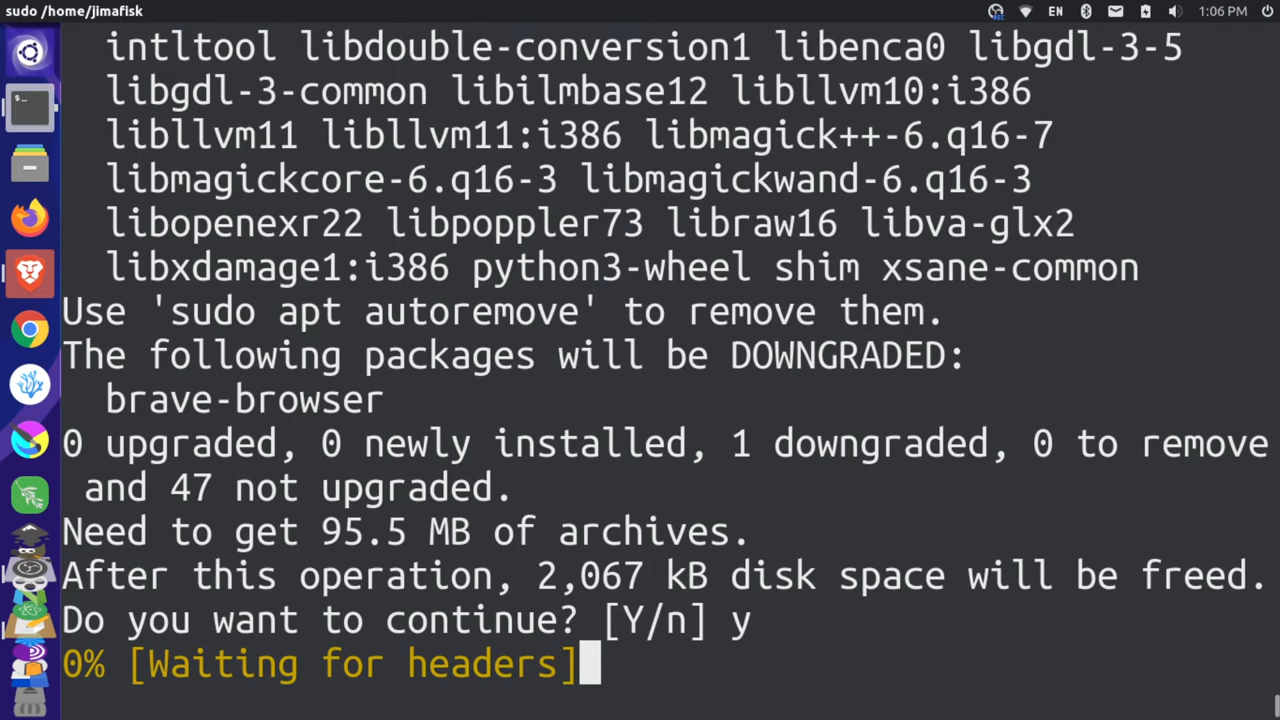 sudo /home/jimafisk
EN
1:06 PM
intltool libdouble-conversion1 libenca0 libgdl-3-5
libgdl-3-common libilmbase12 libllvm10:i386
libllvm11 libllvm11:i386 libmagick++-6.q16-7
libmagickcore-6.q16-3 libmagickwand-6.q16-3
libopenexr22 libpoppler73 libraw16 libva-glx2
libxdamage1:i386 python3-wheel shim xsane-common
Use 'sudo apt autoremove' to remove them.
The following packages will be DOWNGRADED:
brave-browser
0 upgraded, 0 newly installed, 1 downgraded, 0 to remove
and 47 not upgraded.
Need to get 95.5 MB of archives.
After this operation, 2,067 kB disk space will be freed.
Do you want to continue? [Y/n] y
0% [Waiting for headers]